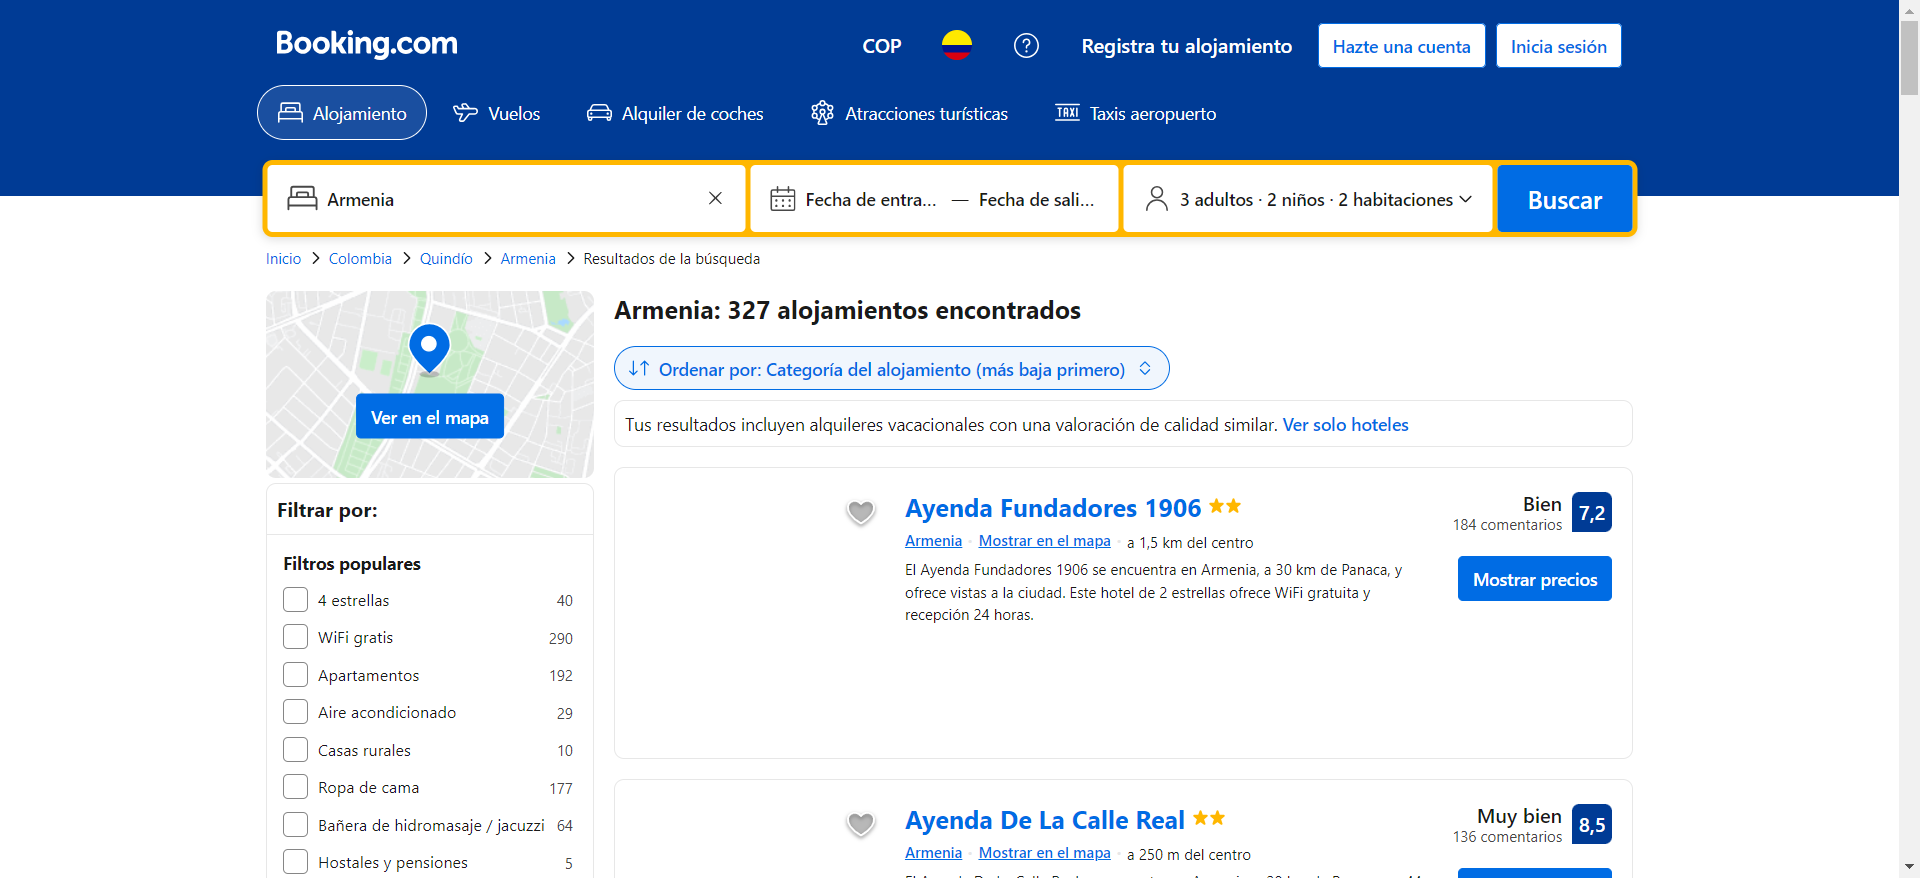 Booking.com
COP
Registra tu alojamiento
Hazte una cuenta
Inicia sesión
Alojamiento
Vuelos
Alquiler de coches
Atracciones turísticas
TAXI
Taxis aeropuerto
Armenia
Fecha de entra... — Fecha de sali...
3 adultos · 2 niños · 2 habitaciones
Buscar
Inicio > Colombia > Quindío > Armenia > Resultados de la búsqueda
Ver en el mapa
Filtrar por:
Filtros populares
4 estrellas 40
WiFi gratis 290
Apartamentos 192
Aire acondicionado 29
Casas rurales 10
Ropa de cama 177
Bañera de hidromasaje / jacuzzi 64
Hostales y pensiones 5
Armenia: 327 alojamientos encontrados
Ordenar por: Categoría del alojamiento (más baja primero)
Tus resultados incluyen alquileres vacacionales con una valoración de calidad similar. Ver solo hoteles
Ayenda Fundadores 1906
Armenia · Mostrar en el mapa · a 1,5 km del centro
El Ayenda Fundadores 1906 se encuentra en Armenia, a 30 km de Panaca, y
ofrece vistas a la ciudad. Este hotel de 2 estrellas ofrece WiFi gratuita y
recepción 24 horas.
Bien
184 comentarios
7,2
Mostrar precios
Ayenda De La Calle Real
Armenia · Mostrar en el mapa · a 250 m del centro
Muy bien
136 comentarios
8,5